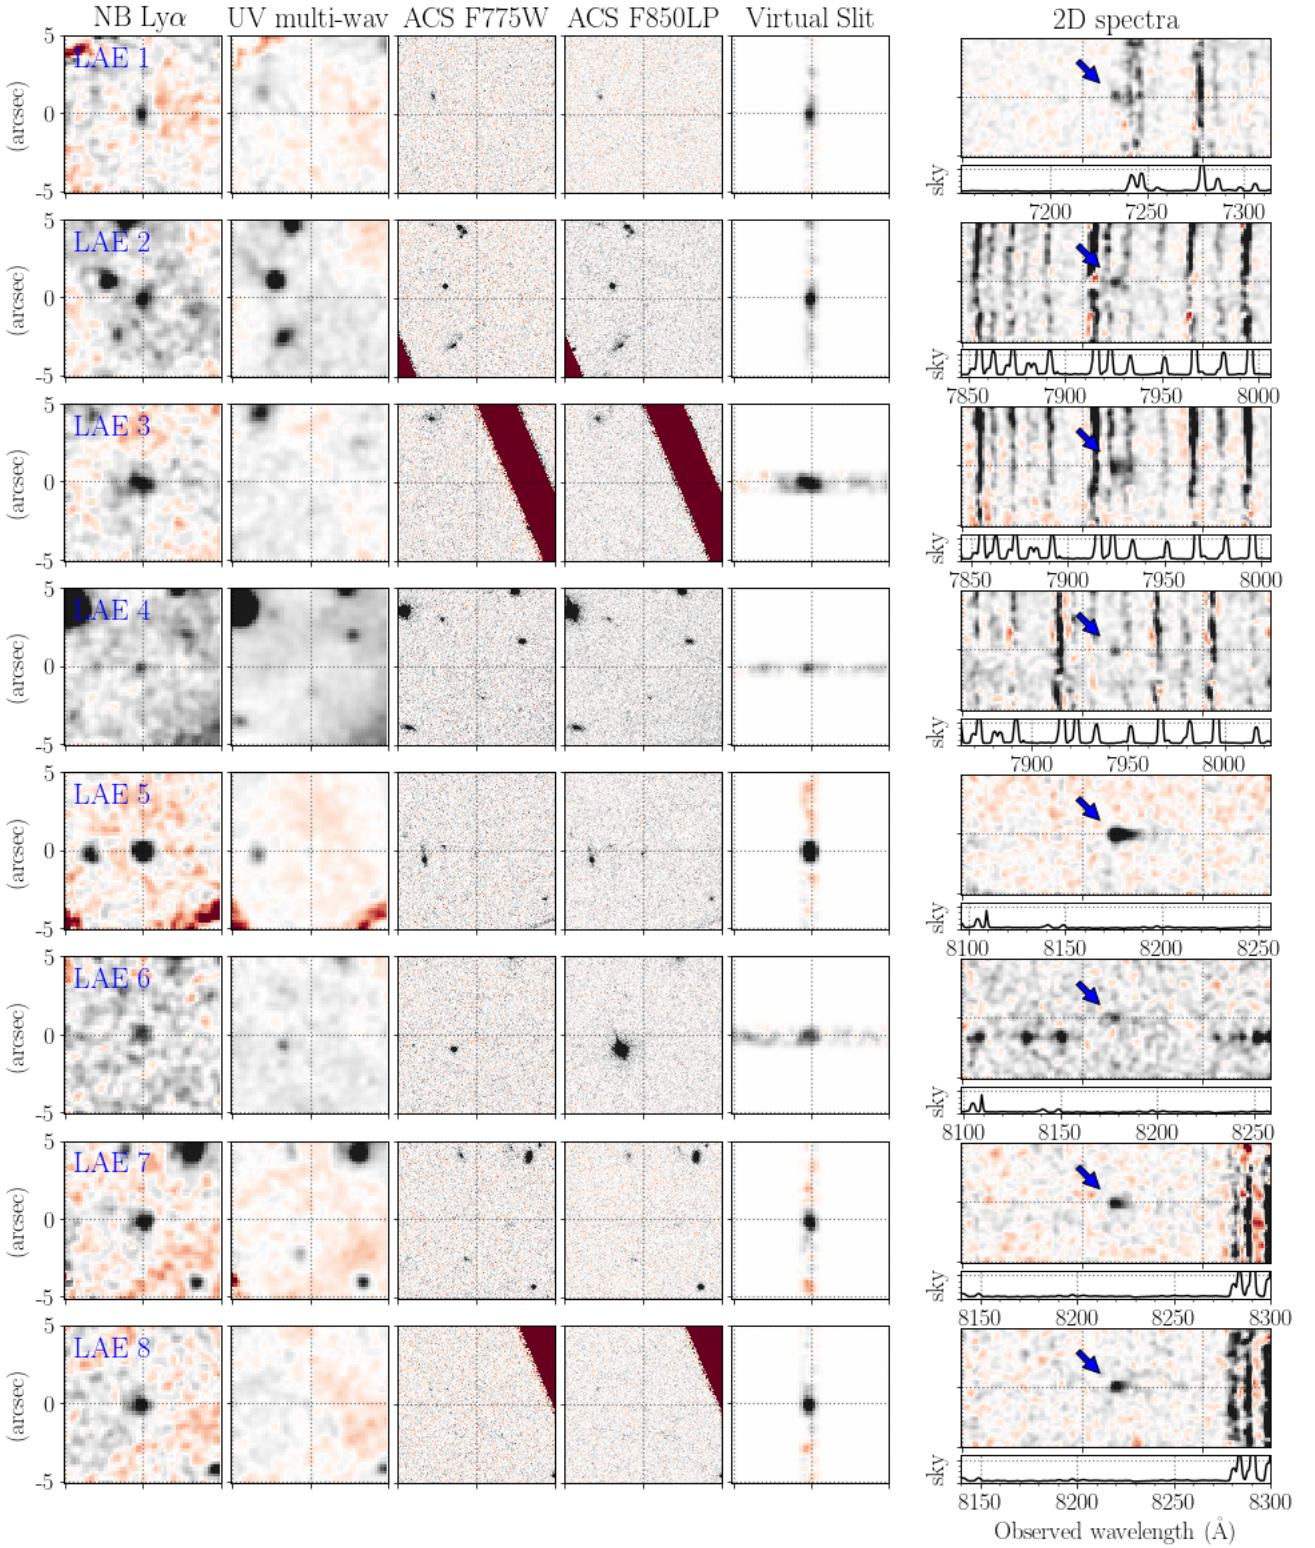 NB Lyα UV multi-wav ACS F775W ACS F850LP Virtual Slit 2D spectra
LAE 1
5
0
-5
(arcsec)
sky
7200 7250 7300
LAE 2
5
0
-5
(arcsec)
sky
7850 7900 7950 8000
LAE 3
5
0
-5
(arcsec)
sky
7850 7900 7950 8000
LAE 4
5
0
-5
(arcsec)
sky
7900 7950 8000
LAE 5
5
0
-5
(arcsec)
sky
8100 8150 8200 8250
LAE 6
5
0
-5
(arcsec)
sky
8100 8150 8200 8250
LAE 7
5
0
-5
(arcsec)
sky
8150 8200 8250 8300
LAE 8
5
0
-5
(arcsec)
sky
8150 8200 8250 8300
Observed wavelength (Å)